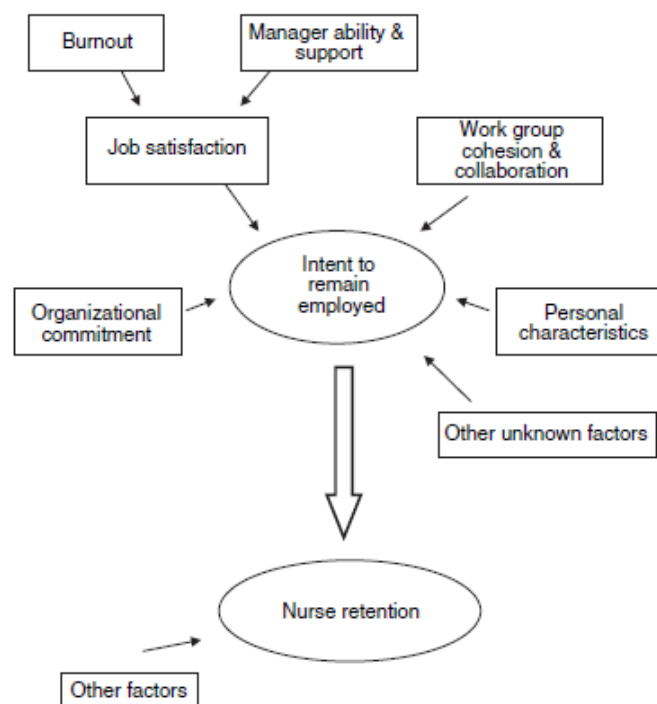 Burnout
Manager ability &
support
Job satisfaction
Work group
cohesion &
collaboration
Intent to
remain
employed
Organizational
commitment
Personal
characteristics
Other unknown factors
Nurse retention
Other factors